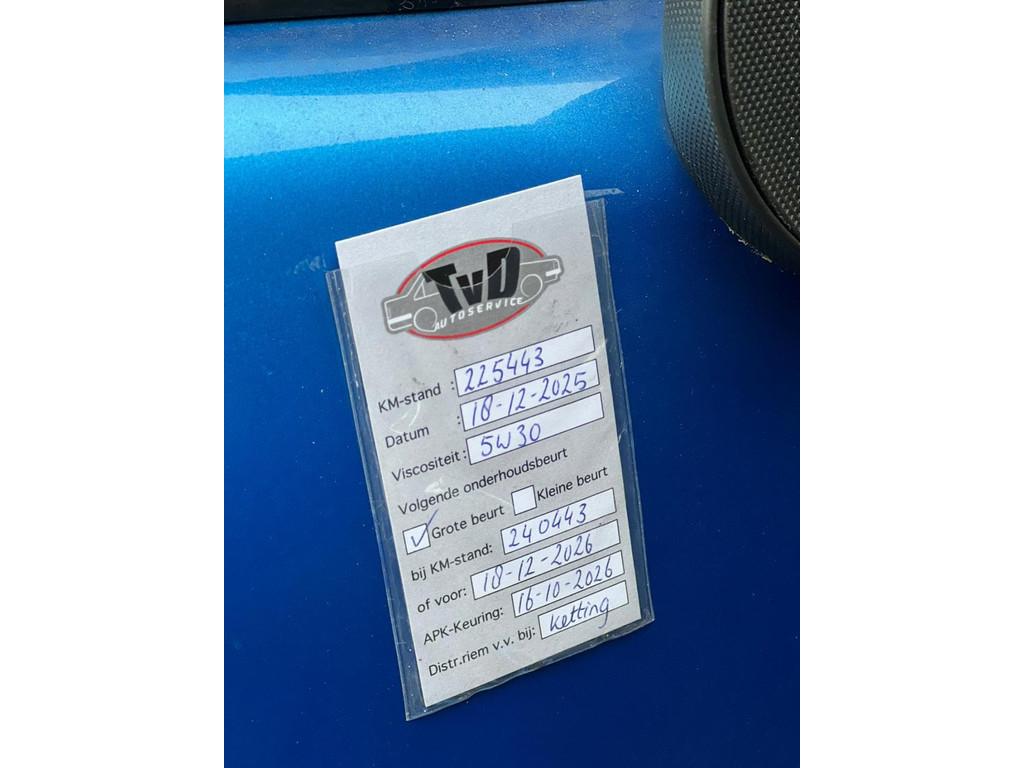 TvD
AUTOSERVICE
KM-stand : 225443
Datum : 18-12-2025
Viscositeit: 5W30
Volgende onderhoudsbeurt
Grote beurt Kleine beurt
bij KM-stand: 240443
of voor: 18-12-2026
APK-Keuring: 16-10-2026
Distr.riem v.v. bij: ketting